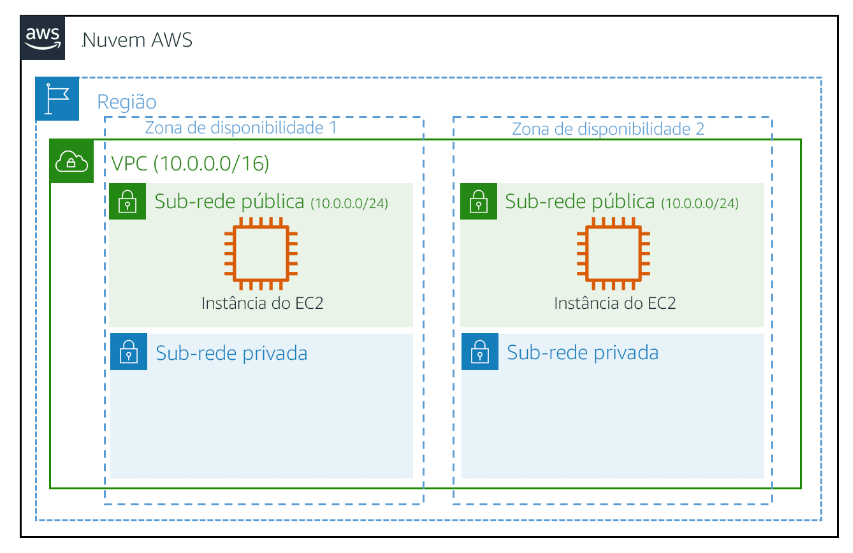 aws
.Nuvem AWS
Região
Zona de disponibilidade 1
Zona de disponibilidade 2
VPC (10.0.0.0/16)
Sub-rede pública (10.0.0.0/24)
Sub-rede pública (10.0.0.0/24)
Instância do EC2
Instância do EC2
Sub-rede privada
Sub-rede privada